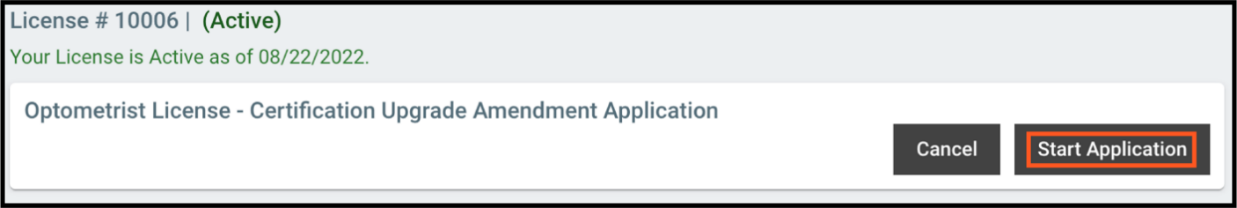 License # 10006 | (Active)
Your License is Active as of 08/22/2022.
Optometrist License - Certification Upgrade Amendment Application
Cancel Start Application